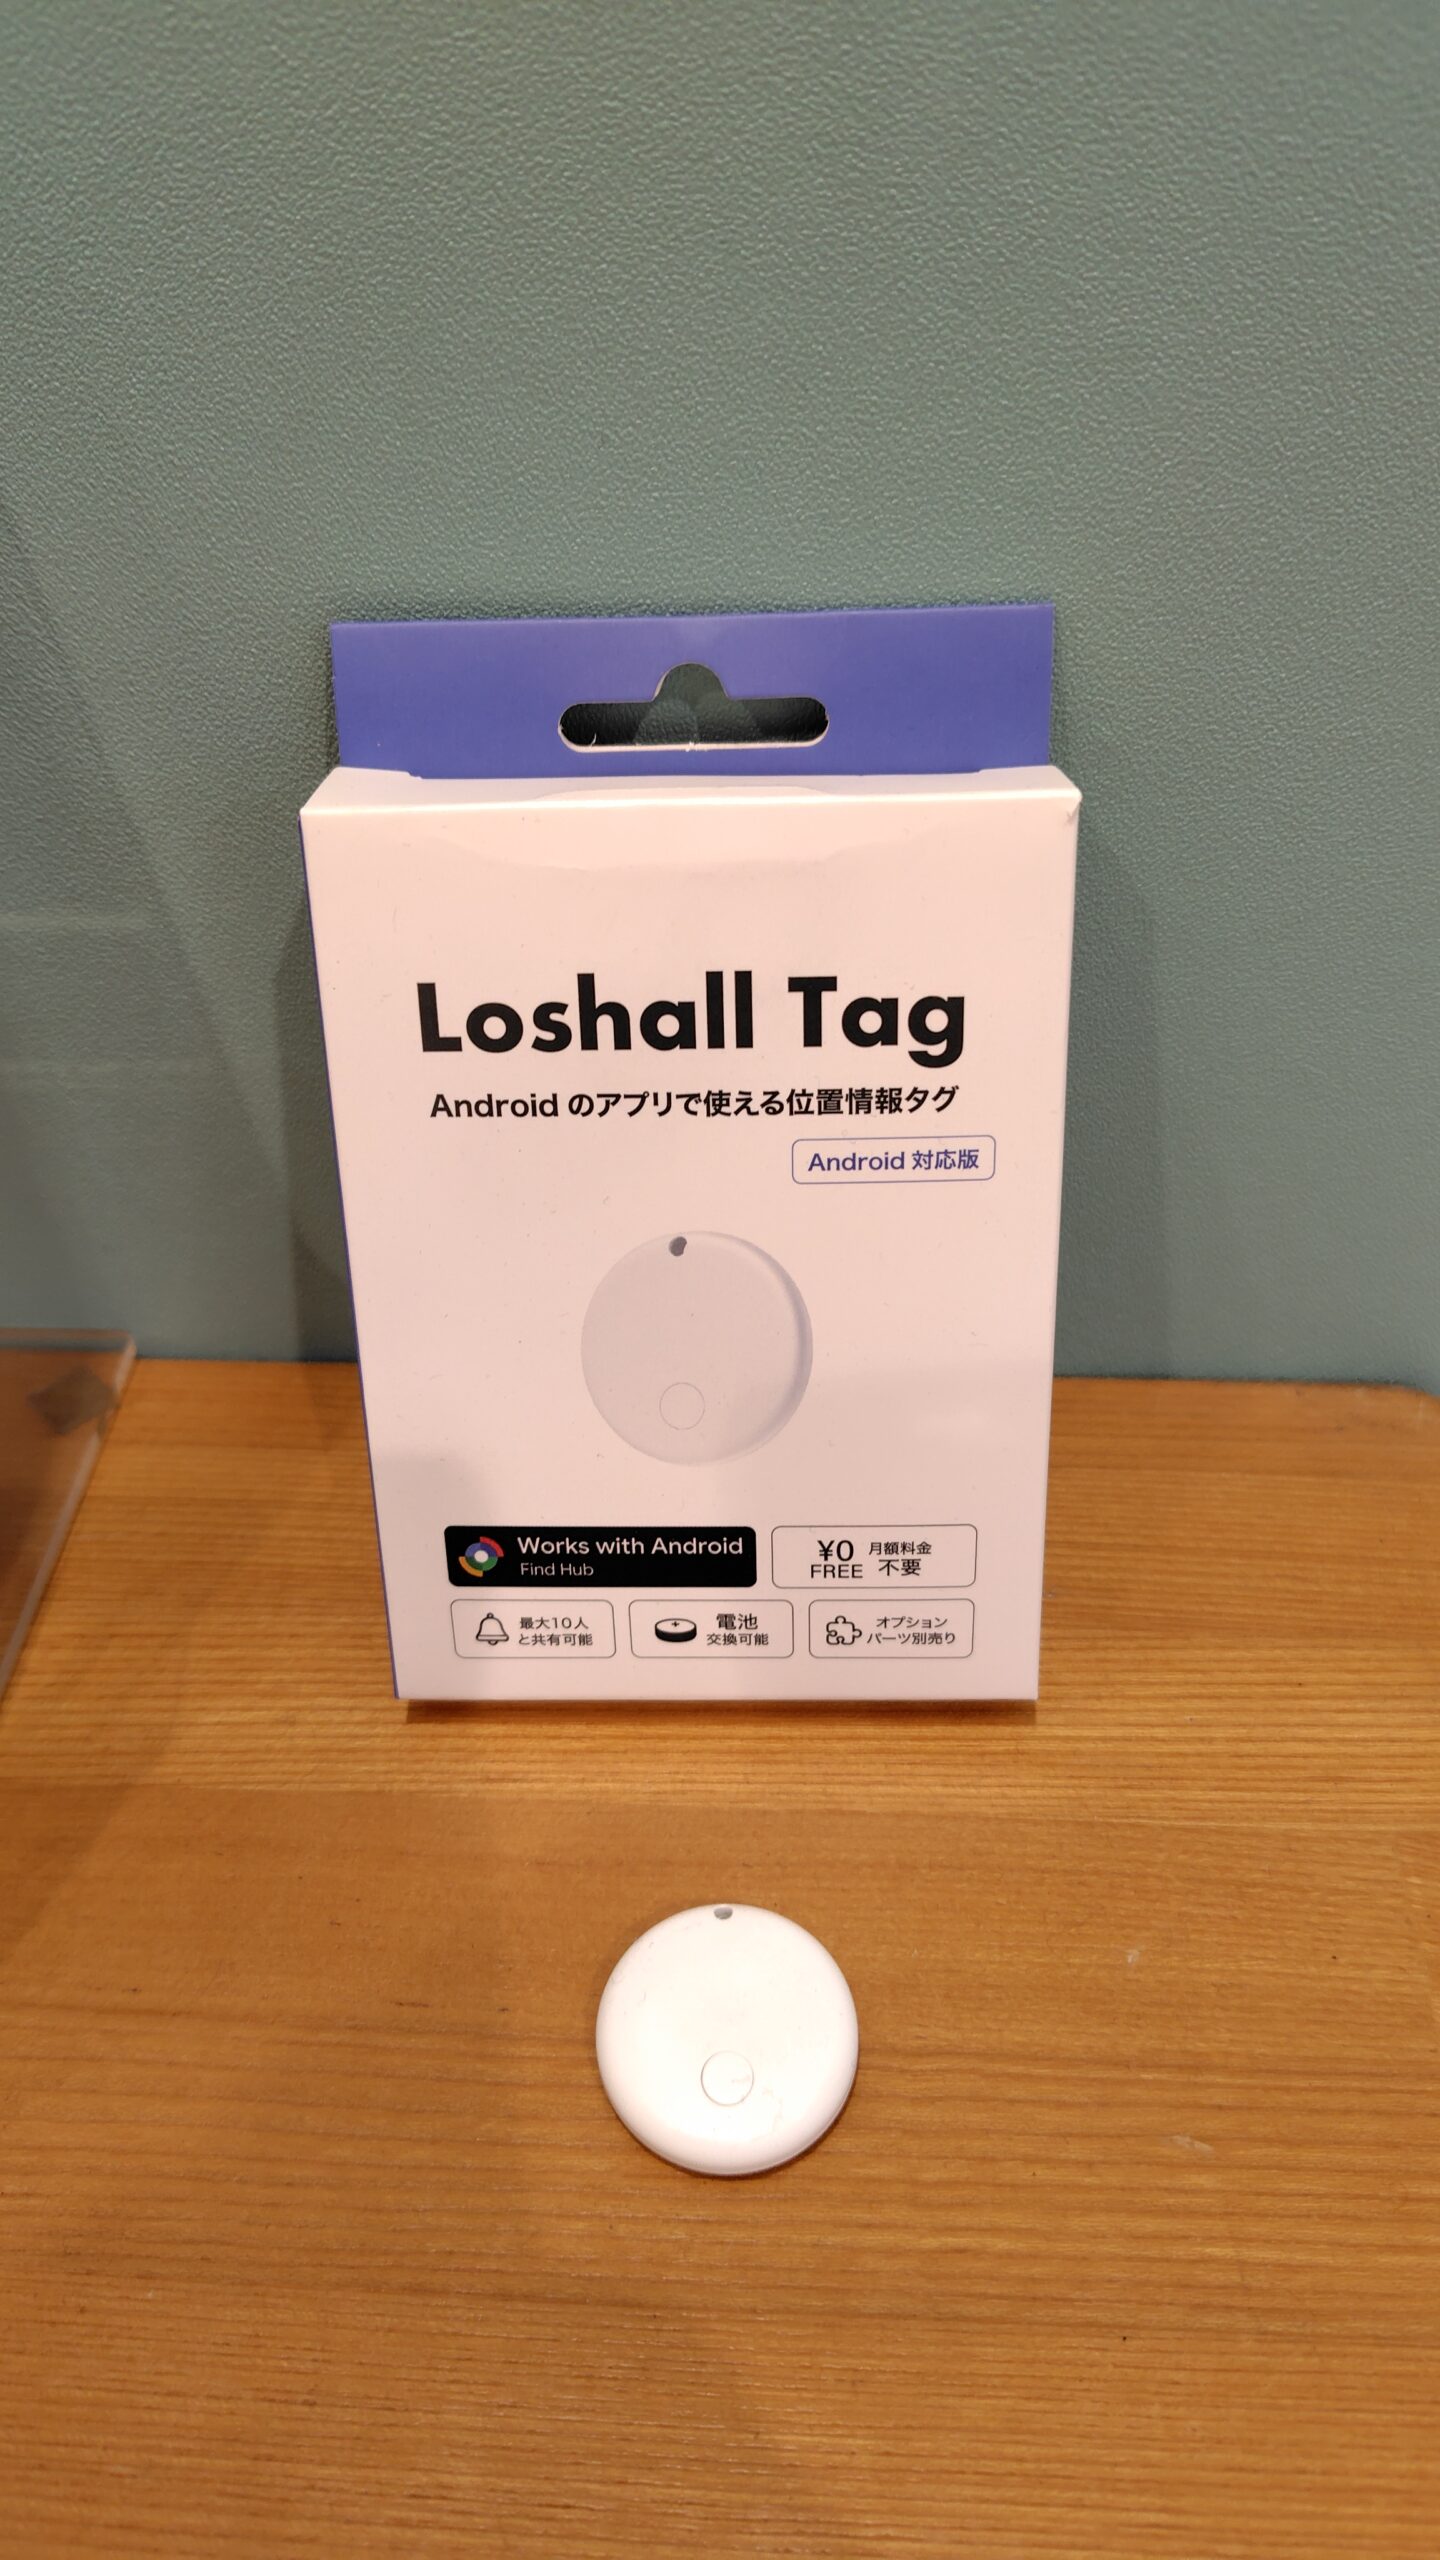 Loshall Tag
Android のアプリで使える位置情報タグ
Android 対応版
Works with Android
Find Hub
¥0
FREE
月額料金
不要
最大10人
と共有可能
電池
交換可能
オプション
パーツ別売り